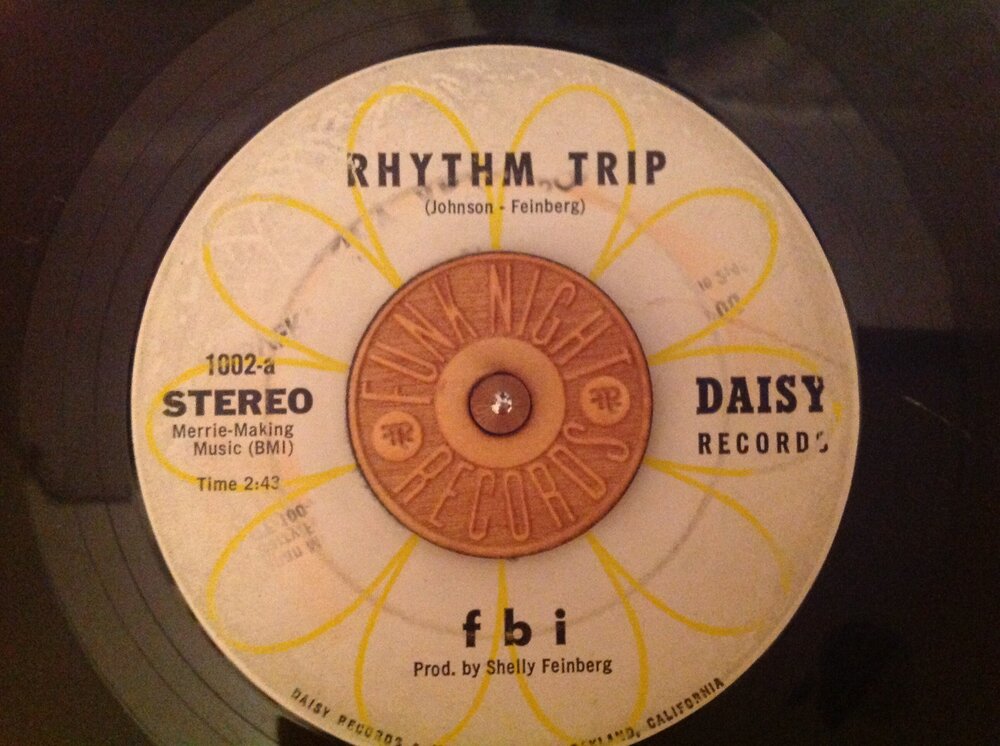 RHYTHM TRIP
(Johnson - Feinberg)
FUNK NIGHT
RECORDS
1002-a
STEREO
Merrie-Making
Music (BMI)
Time 2:43
DAISY
RECORDS
fbi
Prod. by Shelly Feinberg
DAISY RECORDS
CALIFORNIA